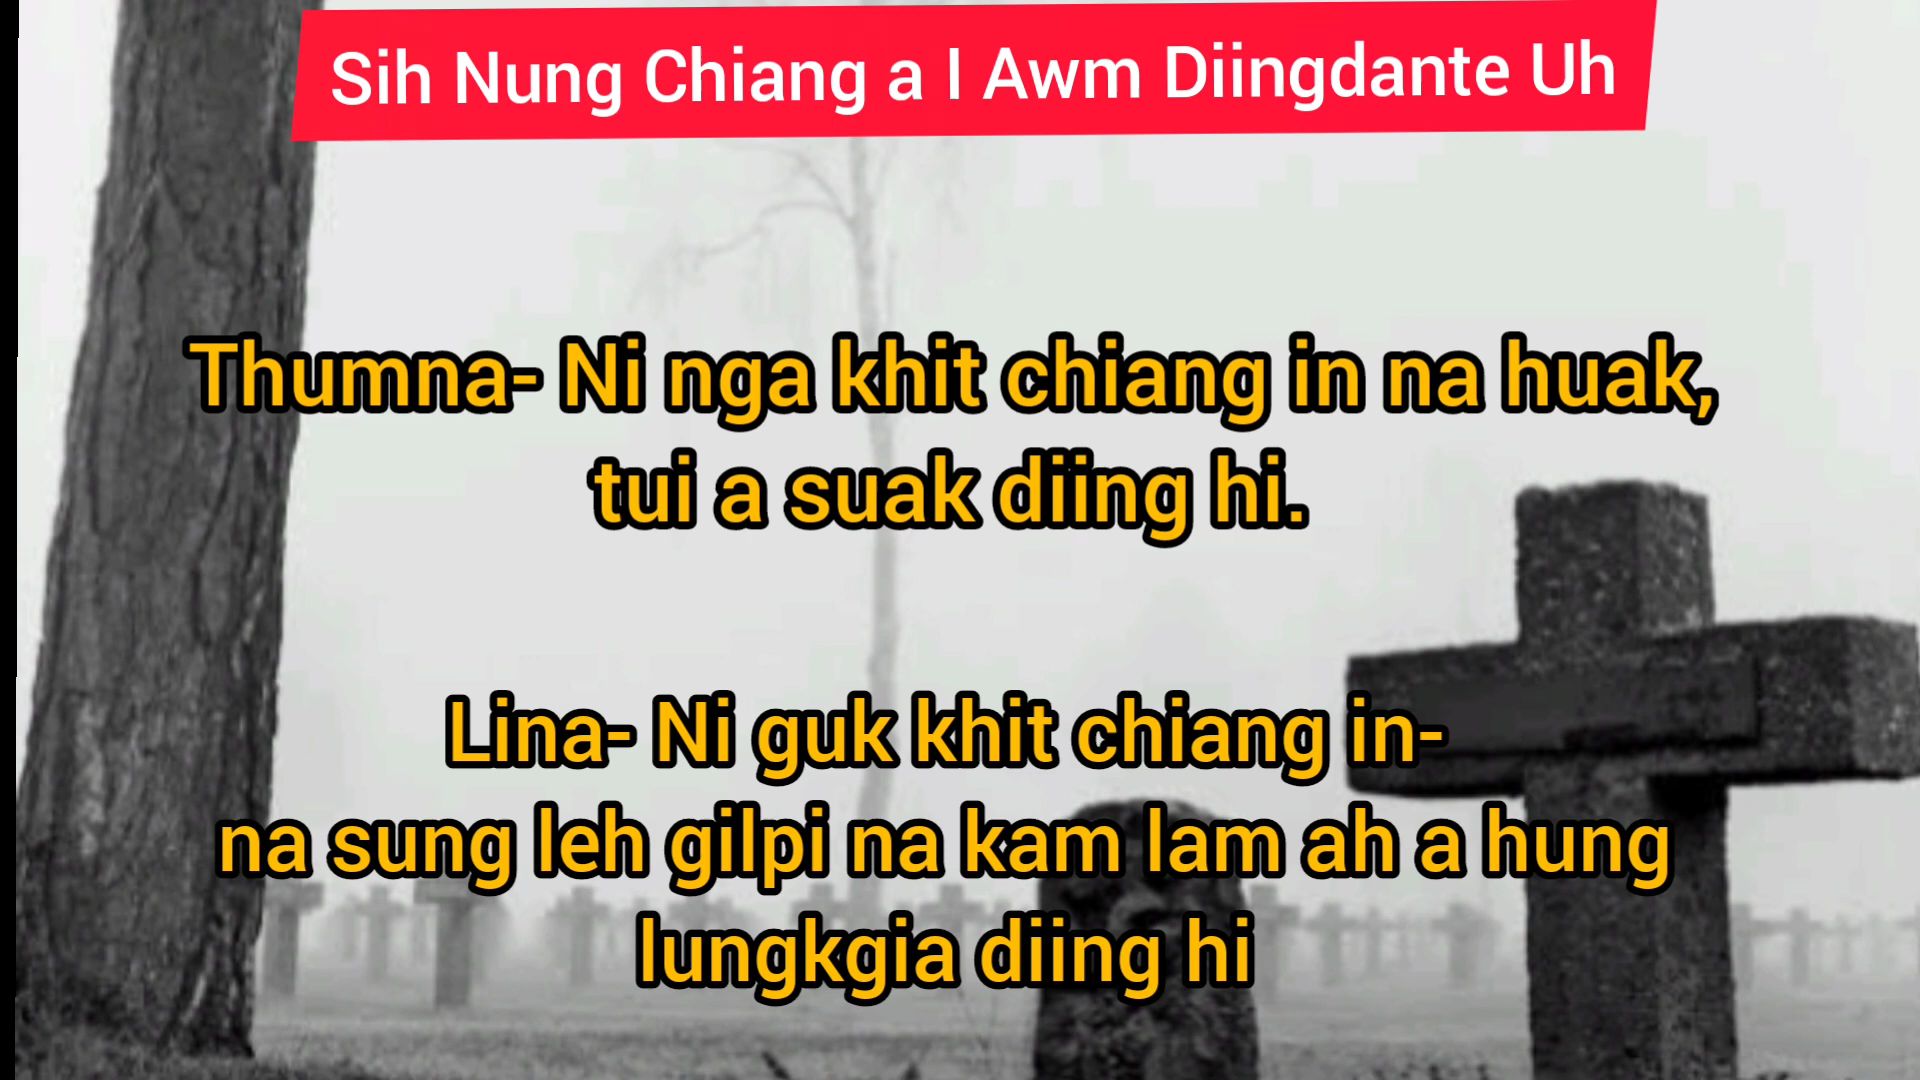 Sih Nung Chiang a I Awm Diingdante Uh
Thumna- Ni nga khit chiang in na huak,
tui a suak diing hi.
Lina- Ni guk khit chiang in-
na sung leh gilpi na kam lam ah a hung
lungkgia diing hi